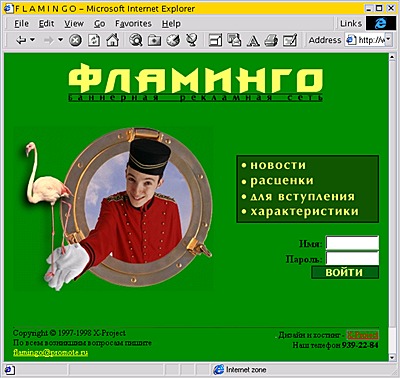 F L A M I N G O – Microsoft Internet Explorer
File Edit View Go Favorites Help Links
Address http://w
ФЛАМИНГО
баннерная рекламная сеть
• НОВОСТИ
• РАСЦЕНКИ
• ДЛЯ ВСТУПЛЕНИЯ
• ХАРАКТЕРИСТИКИ
Имя:
Пароль:
ВОЙТИ
Copyright © 1997-1998 X-Project
По всем возникшим вопросам пишите
flamingo@promote.ru
Дизайн и хостинг - X-Project
Наш телефон 939-22-84
Internet zone